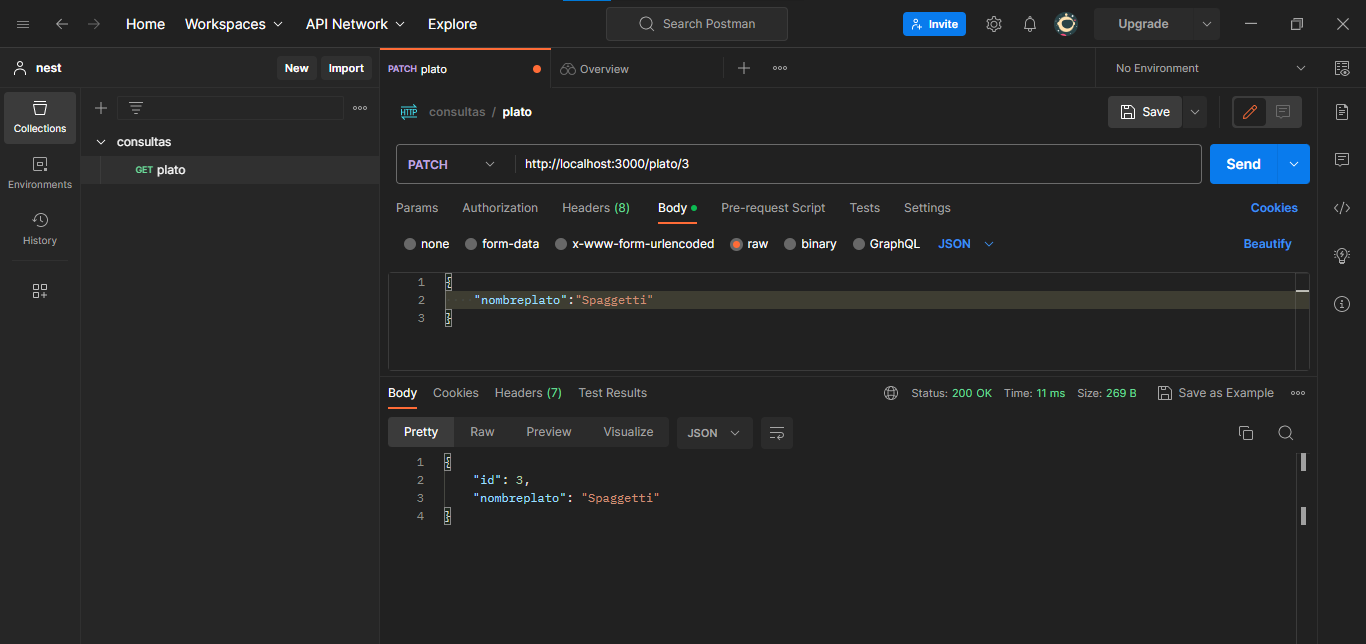 Home Workspaces API Network Explore Search Postman Invite Upgrade
nest New Import PATCH plato Overview No Environment
Collections
Environments
History
consultas
GET plato
HTTP consultas / plato Save
PATCH http://localhost:3000/plato/3 Send
Params Authorization Headers (8) Body Pre-request Script Tests Settings Cookies
none form-data x-www-form-urlencoded raw binary GraphQL JSON Beautify
1 {
2 "nombreplato":"Spaggetti"
3 }
Body Cookies Headers (7) Test Results Status: 200 OK Time: 11 ms Size: 269 B Save as Example
Pretty Raw Preview Visualize JSON
1 {
2 "id": 3,
3 "nombreplato": "Spaggetti"
4 }